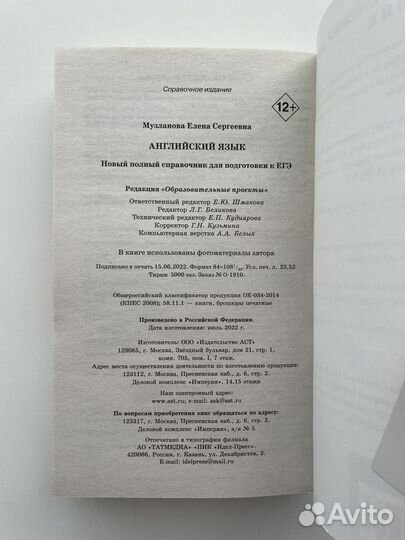 Справочное издание
12+
Музланова Елена Сергеевна
АНГЛИЙСКИЙ ЯЗЫК
Новый полный справочник для подготовки к ЕГЭ
Редакция «Образовательные проекты»
Ответственный редактор Е.Ю. Шмакова
Редактор Л.Г. Беликова
Технический редактор Е.П. Кудиярова
Корректор Г.Н. Кузьмина
Компьютерная верстка А.А. Белых
В книге использованы фотоматериалы автора
Подписано в печать 15.06.2022. Формат 84×108 1/32. Усл. печ. л. 23,52
Тираж 5000 экз. Заказ № О-1910.
Общероссийский классификатор продукции ОК-034-2014
(КПЕС 2008); 58.11.1 — книги, брошюры печатные
Произведено в Российской Федерации.
Дата изготовления: июль 2022 г.
Изготовитель: ООО «Издательство АСТ»
129085, г. Москва, Звёздный бульвар, дом 21, стр. 1,
комн. 705, пом. I, 7 этаж.
Адрес места осуществления деятельности по изготовлению продукции:
123112, г. Москва, Пресненская наб., д. 6, стр. 2,
Деловой комплекс «Империя», 14,15 этаж
Наш электронный адрес:
www.ast.ru; e-mail: ask@ast.ru
По вопросам приобретения книг обращаться по адресу:
123317, г. Москва, Пресненская наб., д. 6, стр. 2,
Деловой комплекс «Империя», а/я № 5
Отпечатано в типографии филиала
АО «ТАТМЕДИА» «ПИК «Идел-Пресс».
420066, Россия, г. Казань, ул. Декабристов, 2.
E-mail: idelpress@mail.ru
Avito